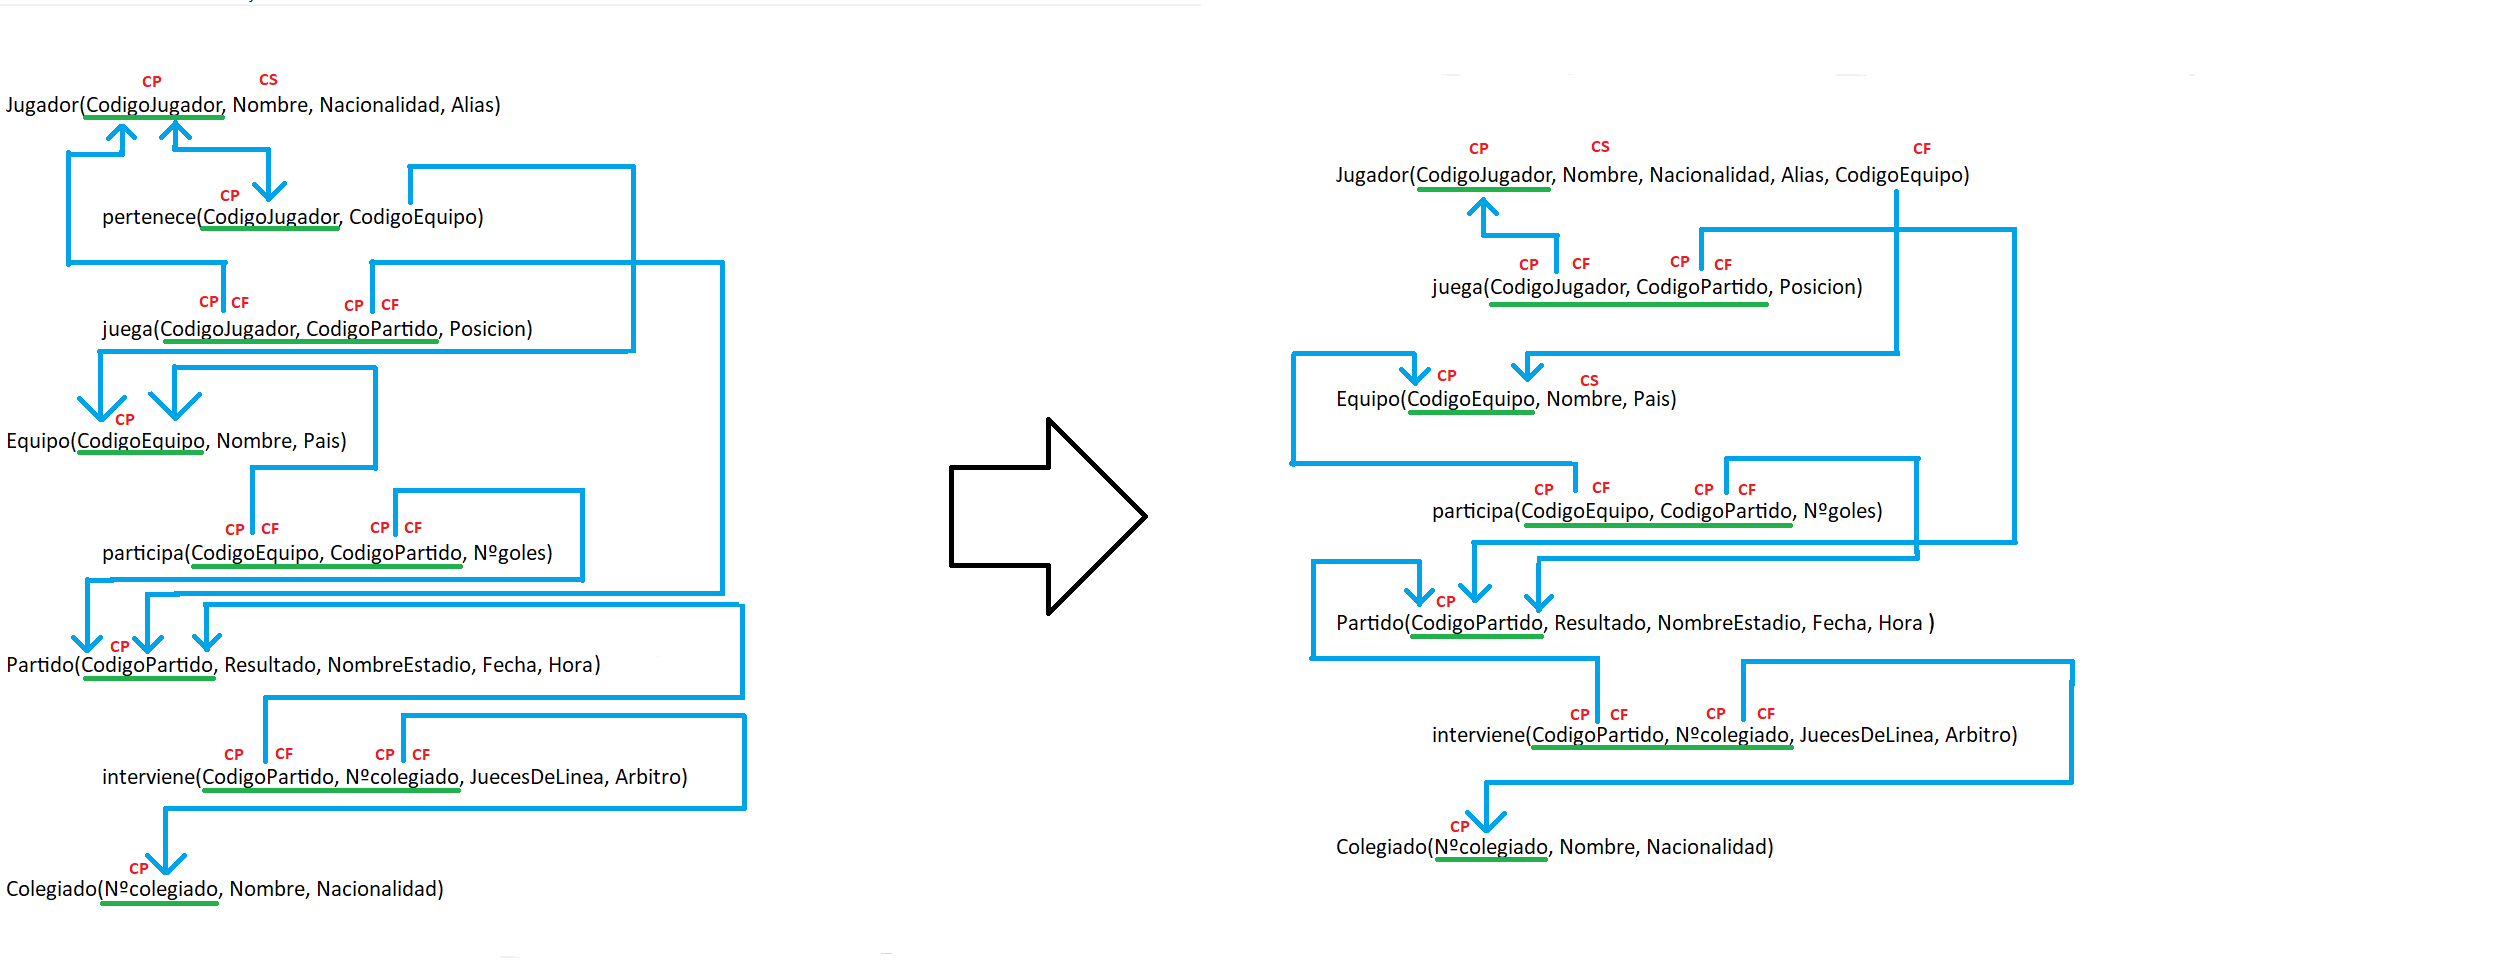 CP CS
Jugador(CodigoJugador, Nombre, Nacionalidad, Alias)
CP
pertenece(CodigoJugador, CodigoEquipo)
CP CF CP CF
juega(CodigoJugador, CodigoPartido, Posicion)
CP
Equipo(CodigoEquipo, Nombre, Pais)
CP CF CP CF
participa(CodigoEquipo, CodigoPartido, Nºgoles)
CP
Partido(CodigoPartido, Resultado, NombreEstadio, Fecha, Hora)
CP CF CP CF
interviene(CodigoPartido, Nºcolegiado, JuecesDeLinea, Arbitro)
CP
Colegiado(Nºcolegiado, Nombre, Nacionalidad)
CP CS CF
Jugador(CodigoJugador, Nombre, Nacionalidad, Alias, CodigoEquipo)
CP CF CP CF
juega(CodigoJugador, CodigoPartido, Posicion)
CP CS
Equipo(CodigoEquipo, Nombre, Pais)
CP CF CP CF
participa(CodigoEquipo, CodigoPartido, Nºgoles)
CP
Partido(CodigoPartido, Resultado, NombreEstadio, Fecha, Hora )
CP CF CP CF
interviene(CodigoPartido, Nºcolegiado, JuecesDeLinea, Arbitro)
CP
Colegiado(Nºcolegiado, Nombre, Nacionalidad)